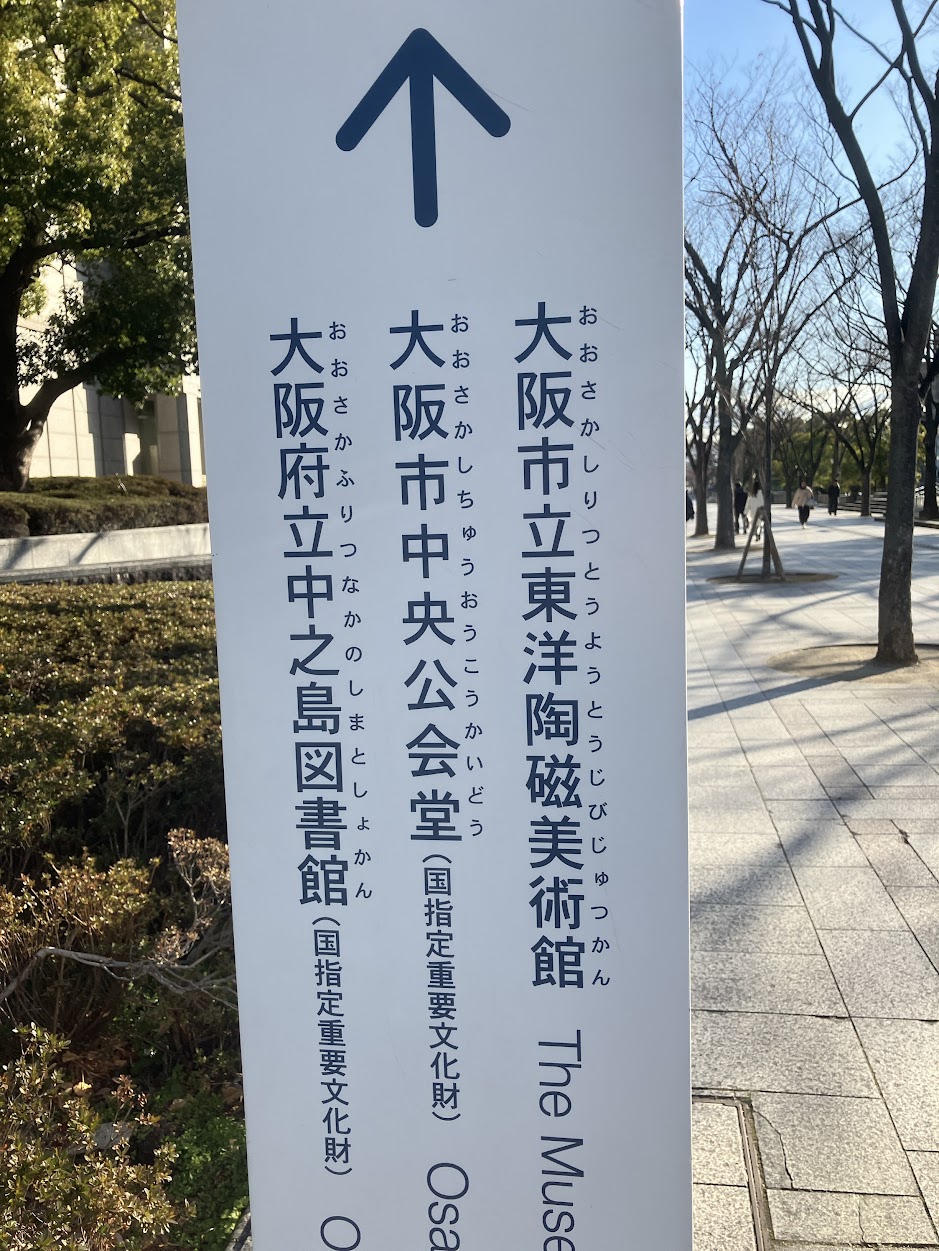 大阪市立東洋陶磁美術館 The Muse
おおさかしりつとうようとうじびじゅつかん
大阪市中央公会堂(国指定重要文化財) Osa
おおさかしちゅうおうこうかいどう
大阪府立中之島図書館(国指定重要文化財) O
おおさかふりつなかのしまとしょかん